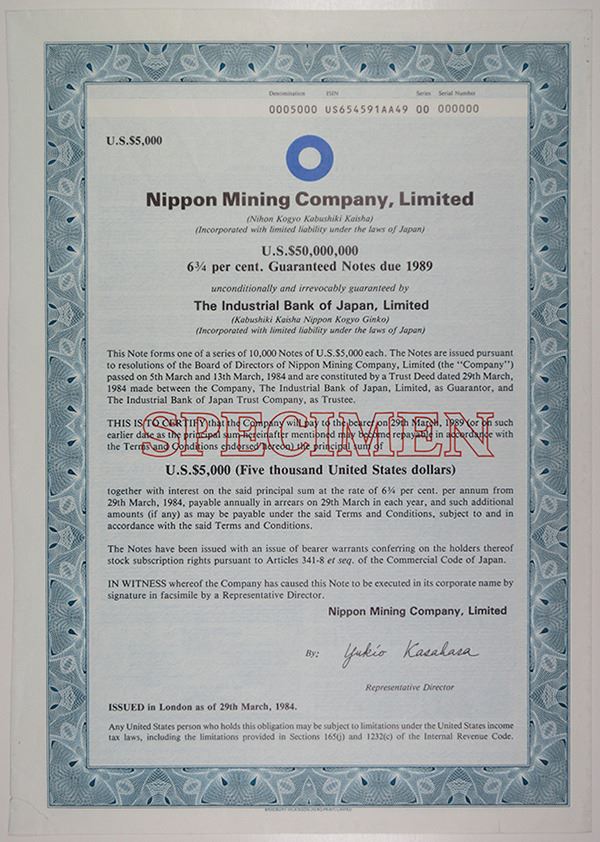 Denomination ISIN Series Serial Number
0005000 US654591AA49 00 000000
U.S.$5,000
Nippon Mining Company, Limited
(Nihon Kogyo Kabushiki Kaisha)
(Incorporated with limited liability under the laws of Japan)
U.S.$50,000,000
6¾ per cent. Guaranteed Notes due 1989
unconditionally and irrevocably guaranteed by
The Industrial Bank of Japan, Limited
(Kabushiki Kaisha Nippon Kogyo Ginko)
(Incorporated with limited liability under the laws of Japan)
This Note forms one of a series of 10,000 Notes of U.S.$5,000 each. The Notes are issued pursuant
to resolutions of the Board of Directors of Nippon Mining Company, Limited (the "Company")
passed on 5th March and 13th March, 1984 and are constituted by a Trust Deed dated 29th March,
1984 made between the Company, The Industrial Bank of Japan, Limited, as Guarantor, and The
Industrial Bank of Japan Trust Company, as Trustee.
THIS IS TO CERTIFY that the Company will pay to the bearer on 29th March, 1989 (or on such
earlier date as the principal sum hereinafter mentioned may become repayable in accordance with
the Terms and Conditions endorsed hereon) the principal sum of
SPECIMEN
U.S.$5,000 (Five thousand United States dollars)
together with interest on the said principal sum at the rate of 6¾ per cent. per annum from
29th March, 1984, payable annually in arrears on 29th March in each year, and such additional
amounts (if any) as may be payable under the said Terms and Conditions, subject to and in
accordance with the said Terms and Conditions.
The Notes have been issued with an issue of bearer warrants conferring on the holders thereof
stock subscription rights pursuant to Articles 341-8 et seq. of the Commercial Code of Japan.
IN WITNESS whereof the Company has caused this Note to be executed in its corporate name by
signature in facsimile by a Representative Director.
Nippon Mining Company, Limited
By: Yukio Kasahara
Representative Director
ISSUED in London as of 29th March, 1984.
Any United States person who holds this obligation may be subject to limitations under the United States income
tax laws, including the limitations provided in Sections 165(j) and 1232(c) of the Internal Revenue Code.